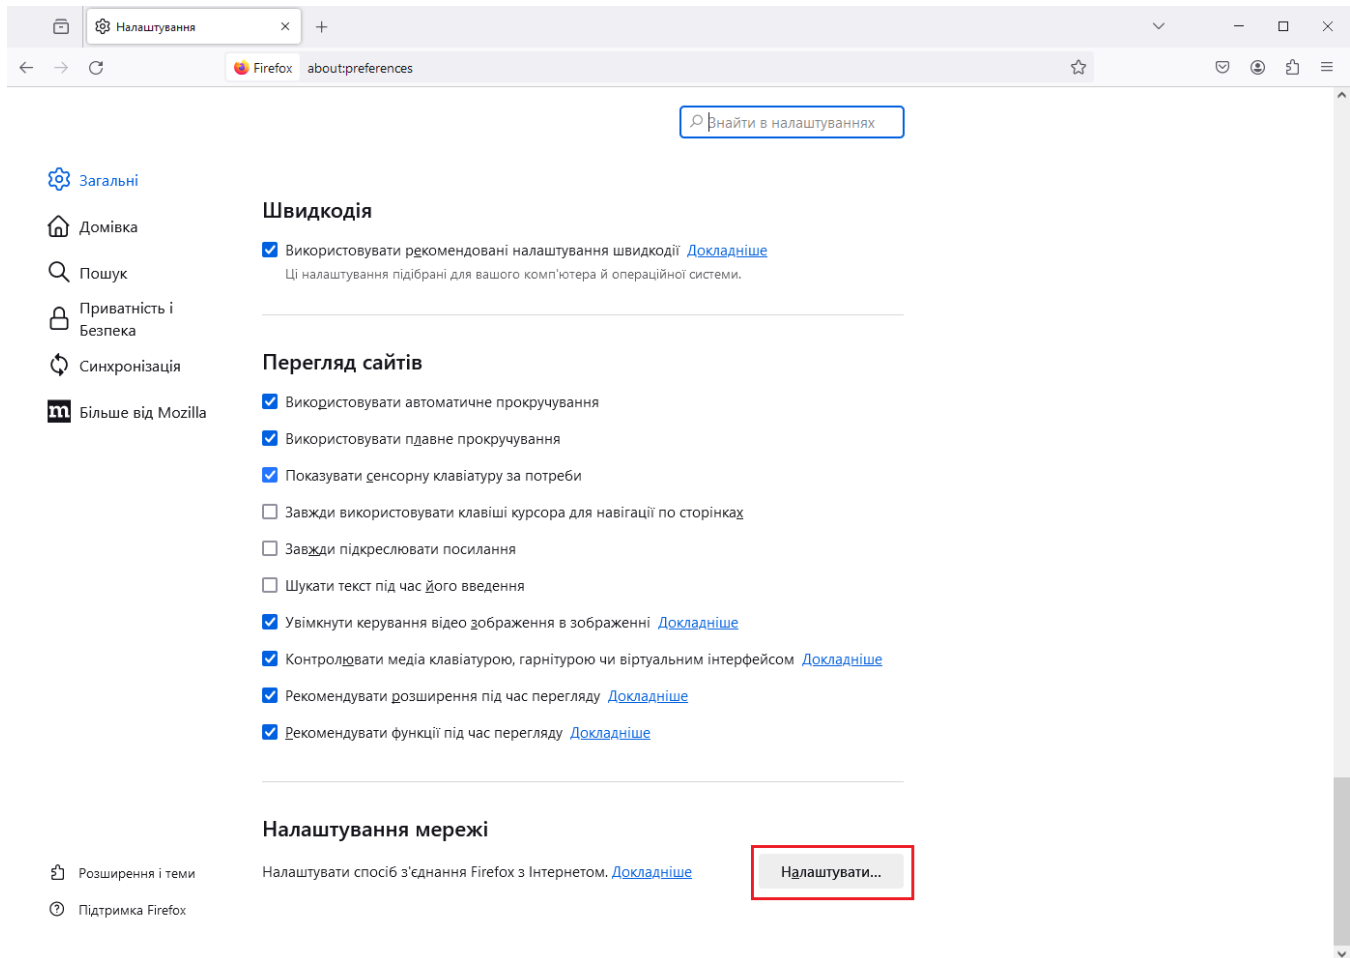 Налаштування
Firefox about:preferences
Знайти в налаштуваннях
Загальні
Домівка
Пошук
Приватність і
Безпека
Синхронізація
Більше від Mozilla
Розширення і теми
Підтримка Firefox
Швидкодія
Використовувати рекомендовані налаштування швидкодії Докладніше
Ці налаштування підібрані для вашого комп'ютера й операційної системи.
Перегляд сайтів
Використовувати автоматичне прокручування
Використовувати плавне прокручування
Показувати сенсорну клавіатуру за потреби
Завжди використовувати клавіші курсора для навігації по сторінках
Завжди підкреслювати посилання
Шукати текст під час його введення
Увімкнути керування відео зображення в зображенні Докладніше
Контролювати медіа клавіатурою, гарнітурою чи віртуальним інтерфейсом Докладніше
Рекомендувати розширення під час перегляду Докладніше
Рекомендувати функції під час перегляду Докладніше
Налаштування мережі
Налаштувати спосіб з'єднання Firefox з Інтернетом. Докладніше
Налаштувати...